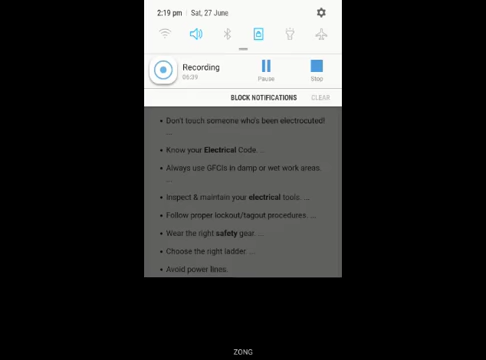 2:19 pm | Sat, 27 June
Recording
06:39
Pause
Stop
BLOCK NOTIFICATIONS CLEAR
• Don't touch someone who's been electrocuted!
...
• Know your Electrical Code. ...
• Always use GFCIs in damp or wet work areas.
...
• Inspect & maintain your electrical tools. ...
• Follow proper lockout/tagout procedures. ...
• Wear the right safety gear. ...
• Choose the right ladder. ...
• Avoid power lines.
ZONG